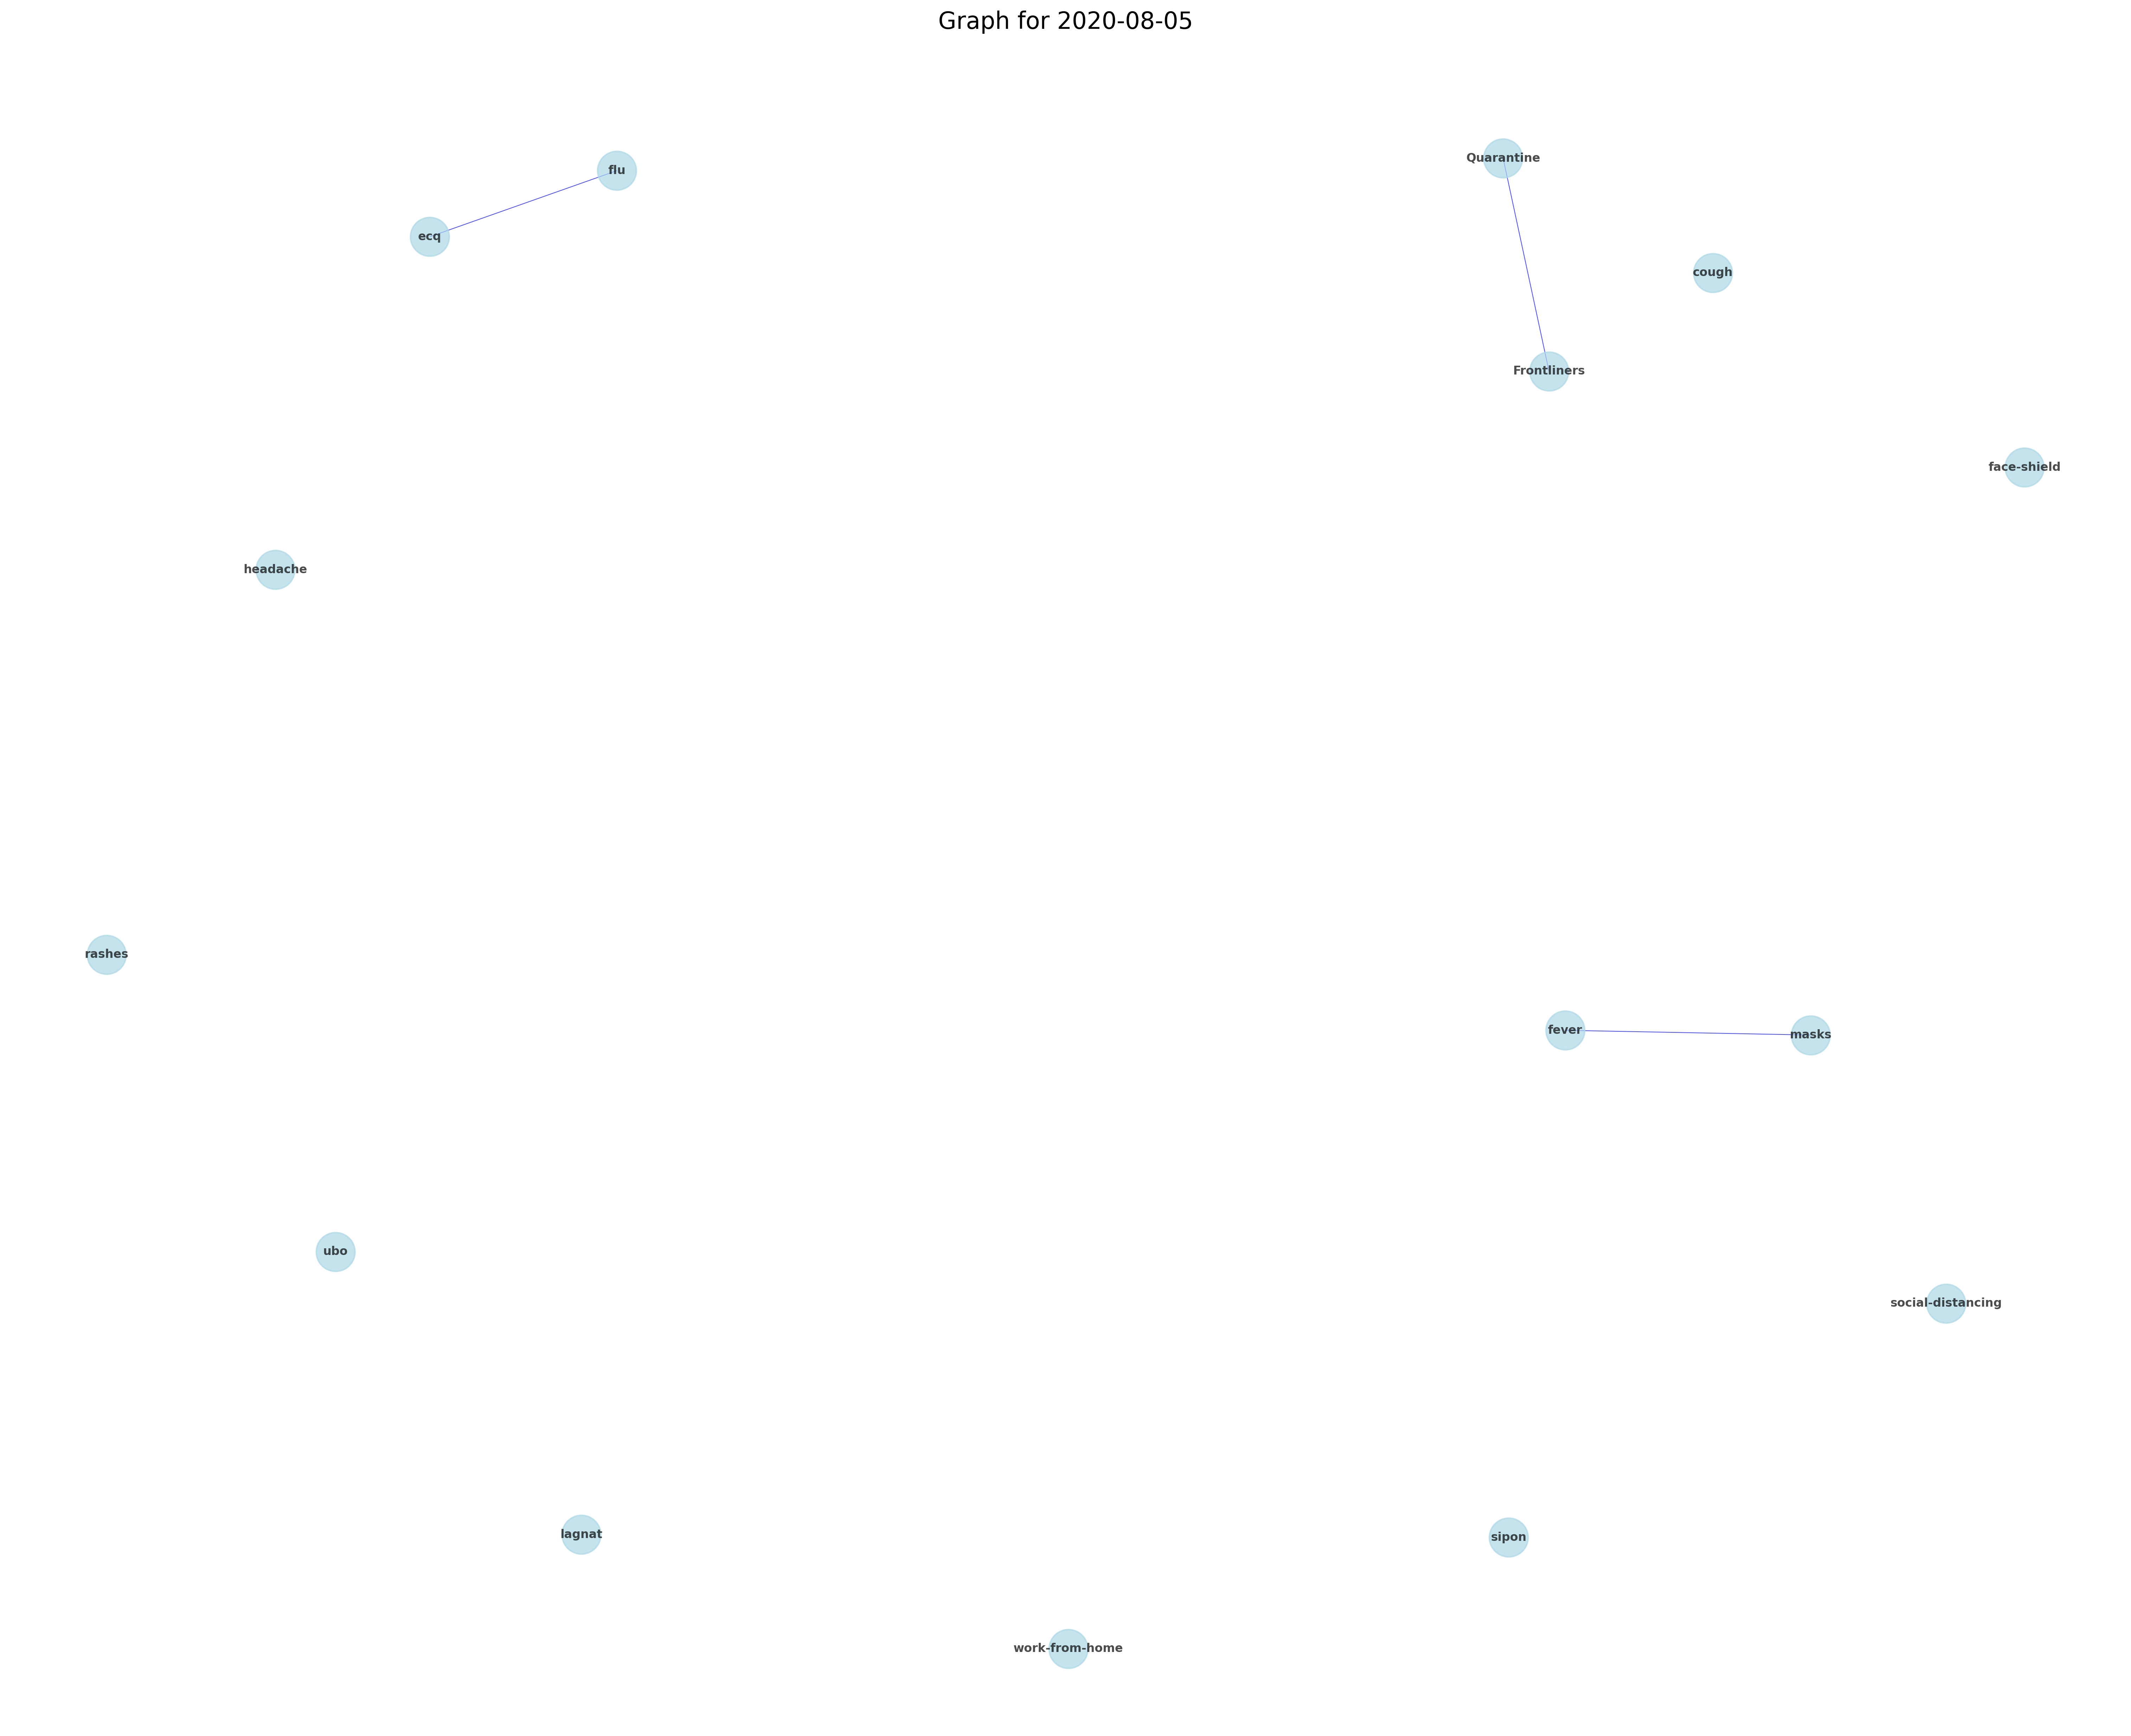 Graph for 2020-08-05
Quarantine
flu
ecq
cough
Frontliners
face-shield
headache
rashes
fever
masks
ubo
social-distancing
lagnat
sipon
work-from-home